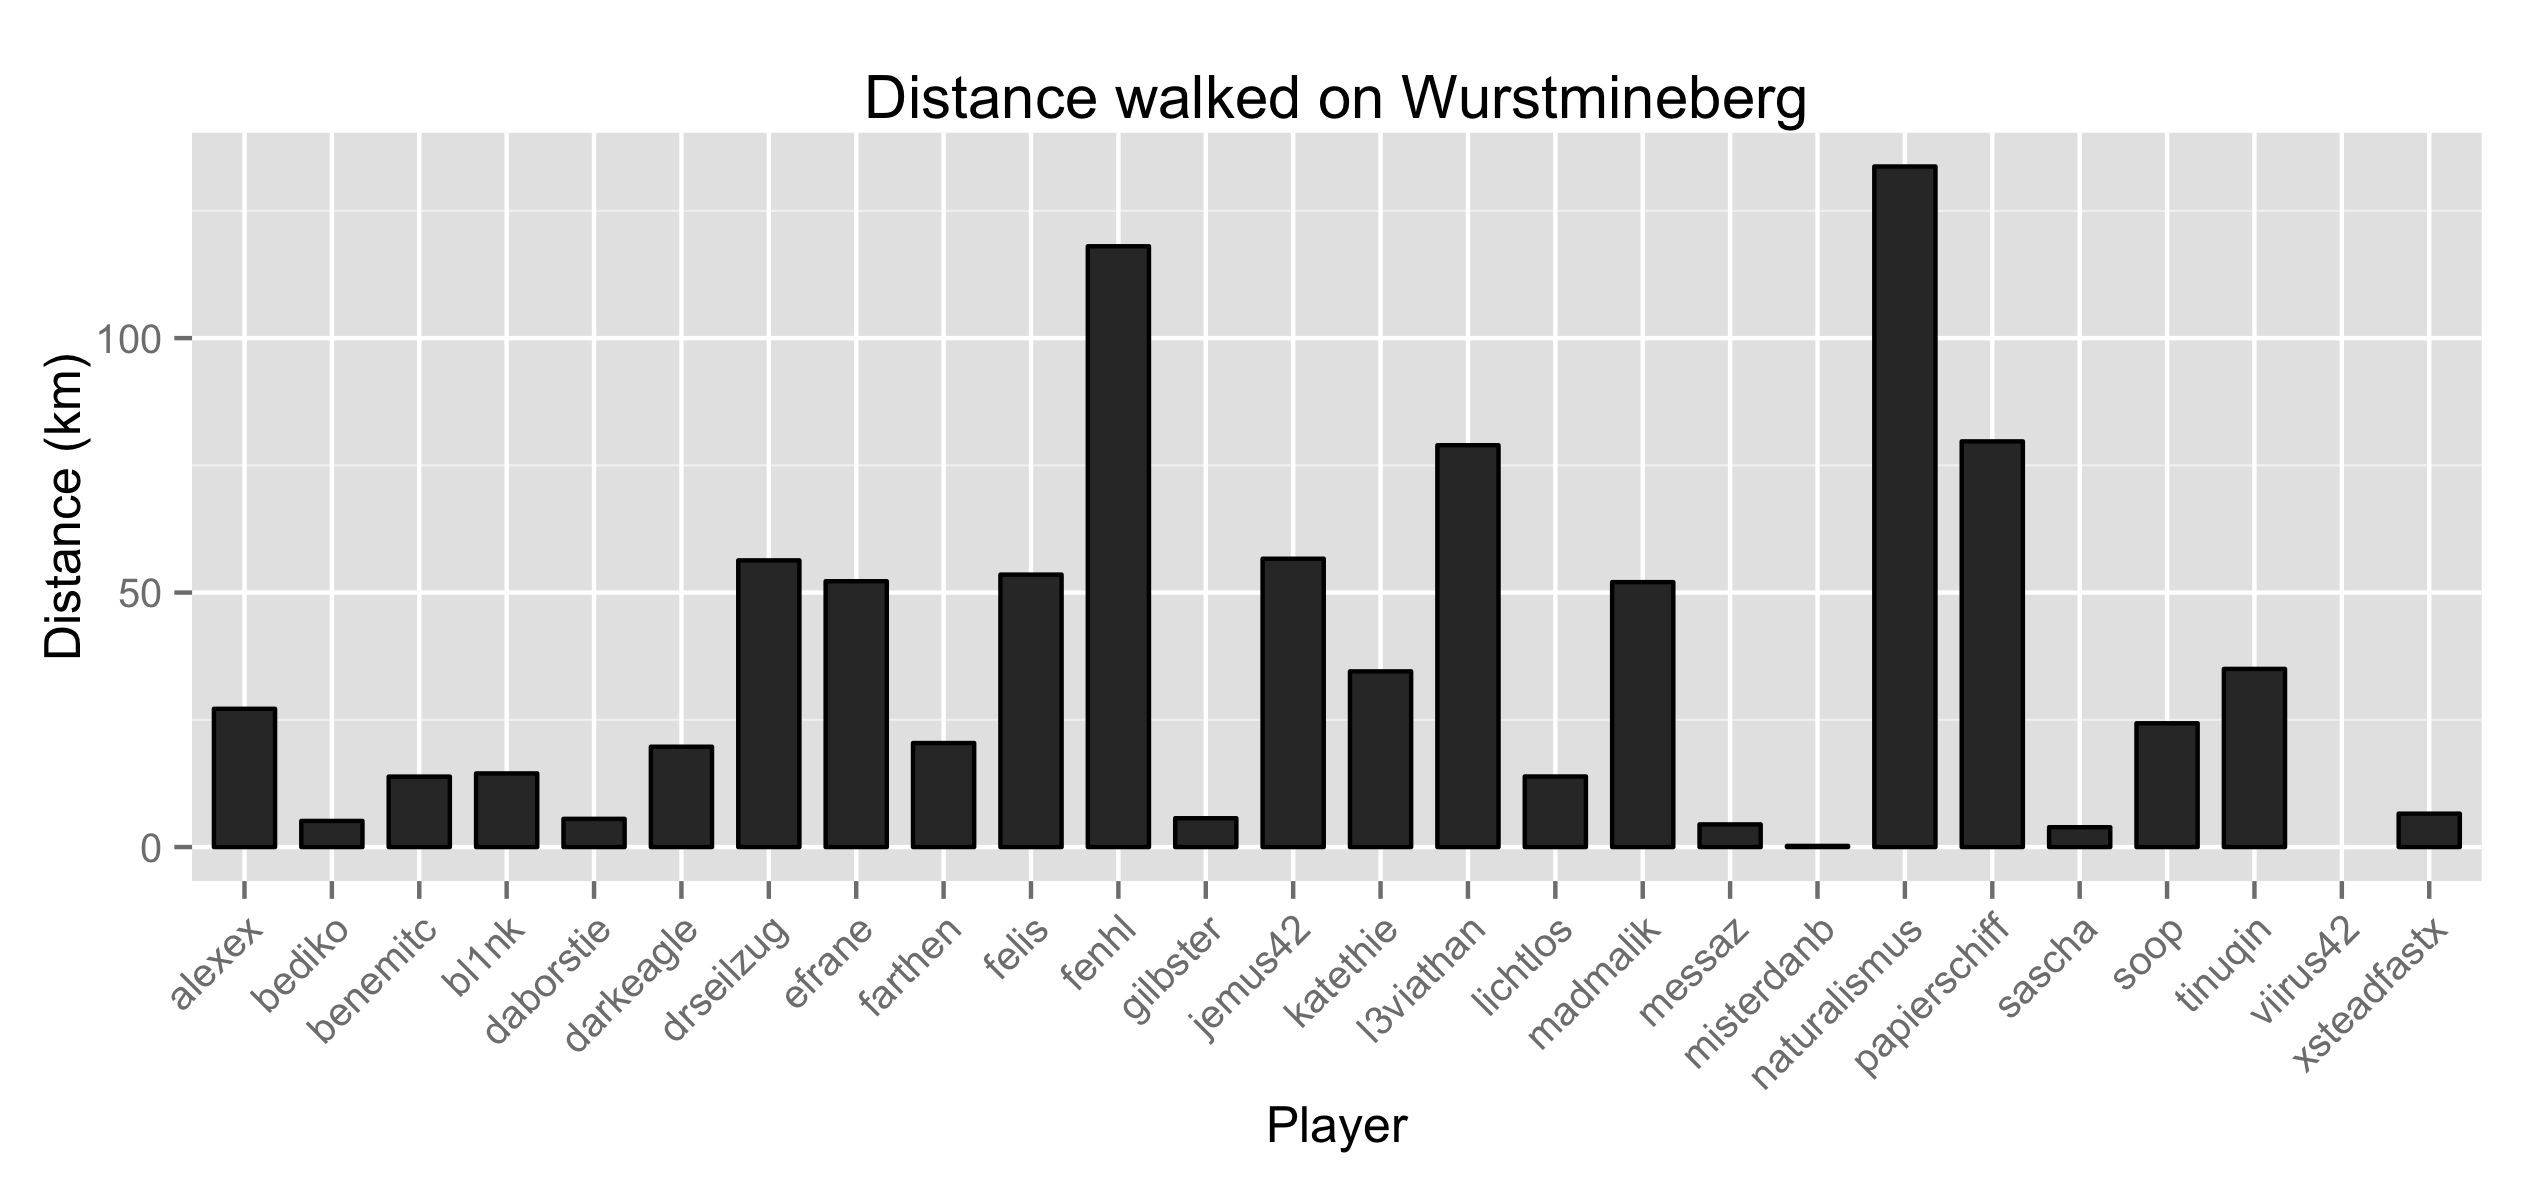 Distance walked on Wurstmineberg
Distance (km)
100
50
0
alexex
bediko
benemitc
bl1nk
daborstie
darkeagle
drseilzug
efrane
farthen
felis
fenhl
gilbster
jemus42
katethie
l3viathan
lichtlos
madmalik
messaz
misterdanb
naturalismus
papierschiff
sascha
soop
tinuqin
viirus42
xsteadfastx
Player